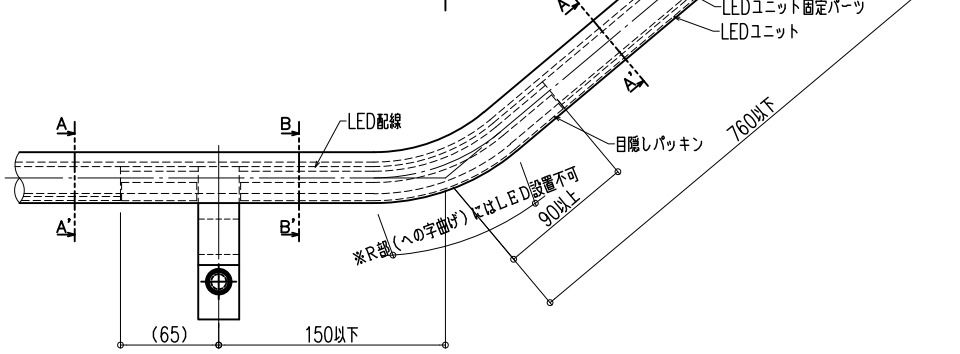 A
LEDユニット固定パーツ
LEDユニット
A'
760以下
A
B
LED配線
目隠しパッキン
※R部(への字曲げ)にはLED設置不可
90以上
A'
B'
(65)
150以下